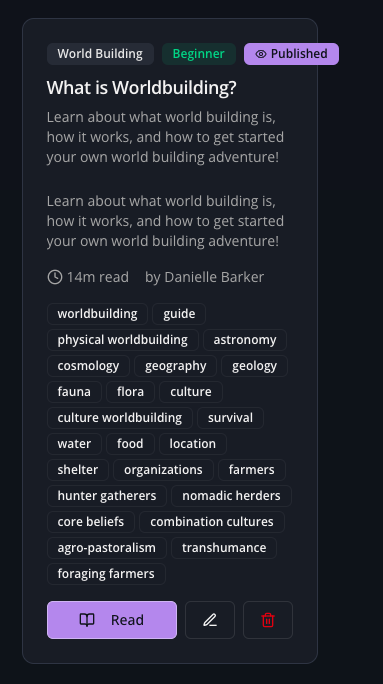 World Building Beginner Published
What is Worldbuilding?
Learn about what world building is,
how it works, and how to get started
your own world building adventure!
Learn about what world building is,
how it works, and how to get started
your own world building adventure!
14m read by Danielle Barker
worldbuilding guide
physical worldbuilding astronomy
cosmology geography geology
fauna flora culture
culture worldbuilding survival
water food location
shelter organizations farmers
hunter gatherers nomadic herders
core beliefs combination cultures
agro-pastoralism transhumance
foraging farmers
Read